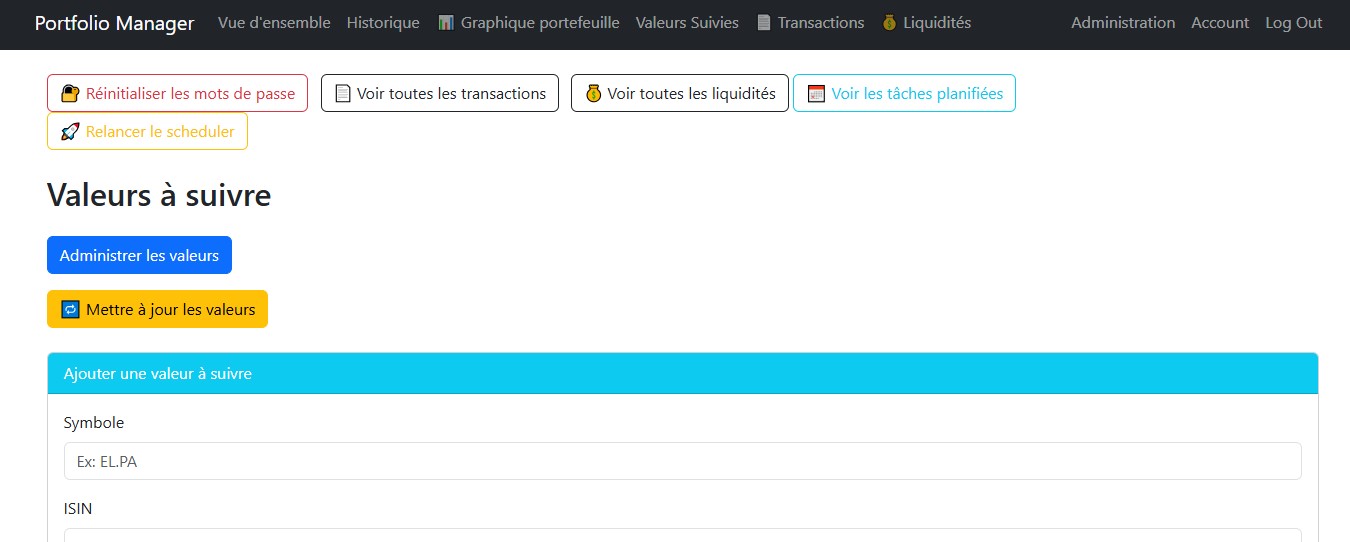 Portfolio Manager Vue d'ensemble Historique 📊 Graphique portefeuille Valeurs Suivies 📄 Transactions 💰 Liquidités Administration Account Log Out
🔐 Réinitialiser les mots de passe 📄 Voir toutes les transactions 💰 Voir toutes les liquidités 📅 Voir les tâches planifiées
🚀 Relancer le scheduler
Valeurs à suivre
Administrer les valeurs
🔁 Mettre à jour les valeurs
Ajouter une valeur à suivre
Symbole
Ex: EL.PA
ISIN